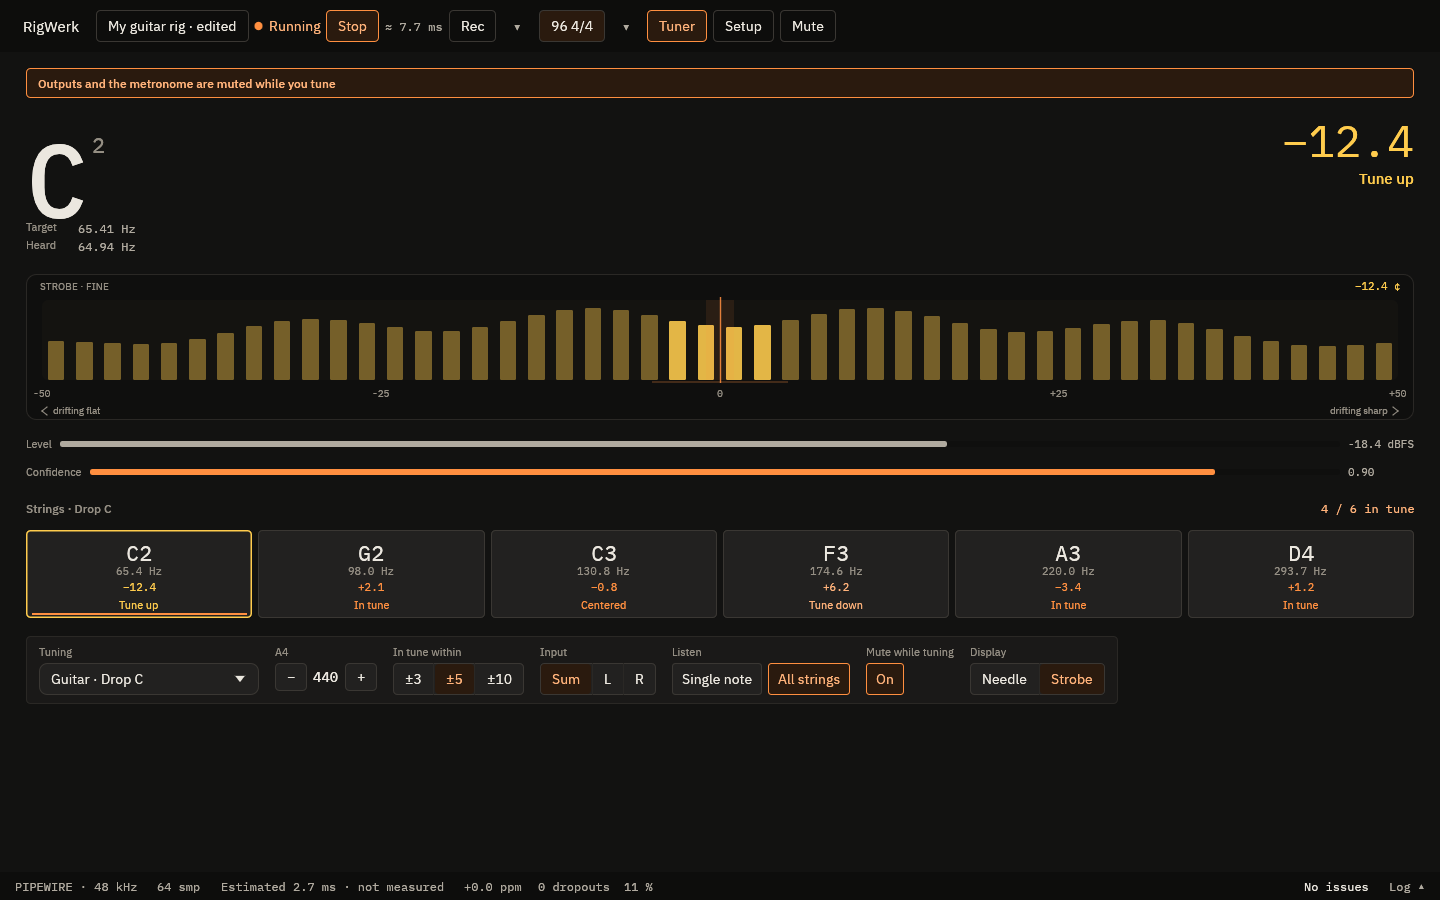 RigWerk My guitar rig · edited Running Stop ≈ 7.7 ms Rec ▾ 96 4/4 ▾ Tuner Setup Mute
Outputs and the metronome are muted while you tune
C 2
−12.4
Tune up
Target 65.41 Hz
Heard 64.94 Hz
STROBE · FINE −12.4 ¢
-50 -25 0 +25 +50
drifting flat drifting sharp
Level -18.4 dBFS
Confidence 0.90
Strings · Drop C 4 / 6 in tune
C2 G2 C3 F3 A3 D4
65.4 Hz 98.0 Hz 130.8 Hz 174.6 Hz 220.0 Hz 293.7 Hz
−12.4 +2.1 −0.8 +6.2 −3.4 +1.2
Tune up In tune Centered Tune down In tune In tune
Tuning A4 In tune within Input Listen Mute while tuning Display
Guitar · Drop C − 440 + ±3 ±5 ±10 Sum L R Single note All strings On Needle Strobe
PIPEWIRE · 48 kHz 64 smp Estimated 2.7 ms · not measured +0.0 ppm 0 dropouts 11 % No issues Log ▴